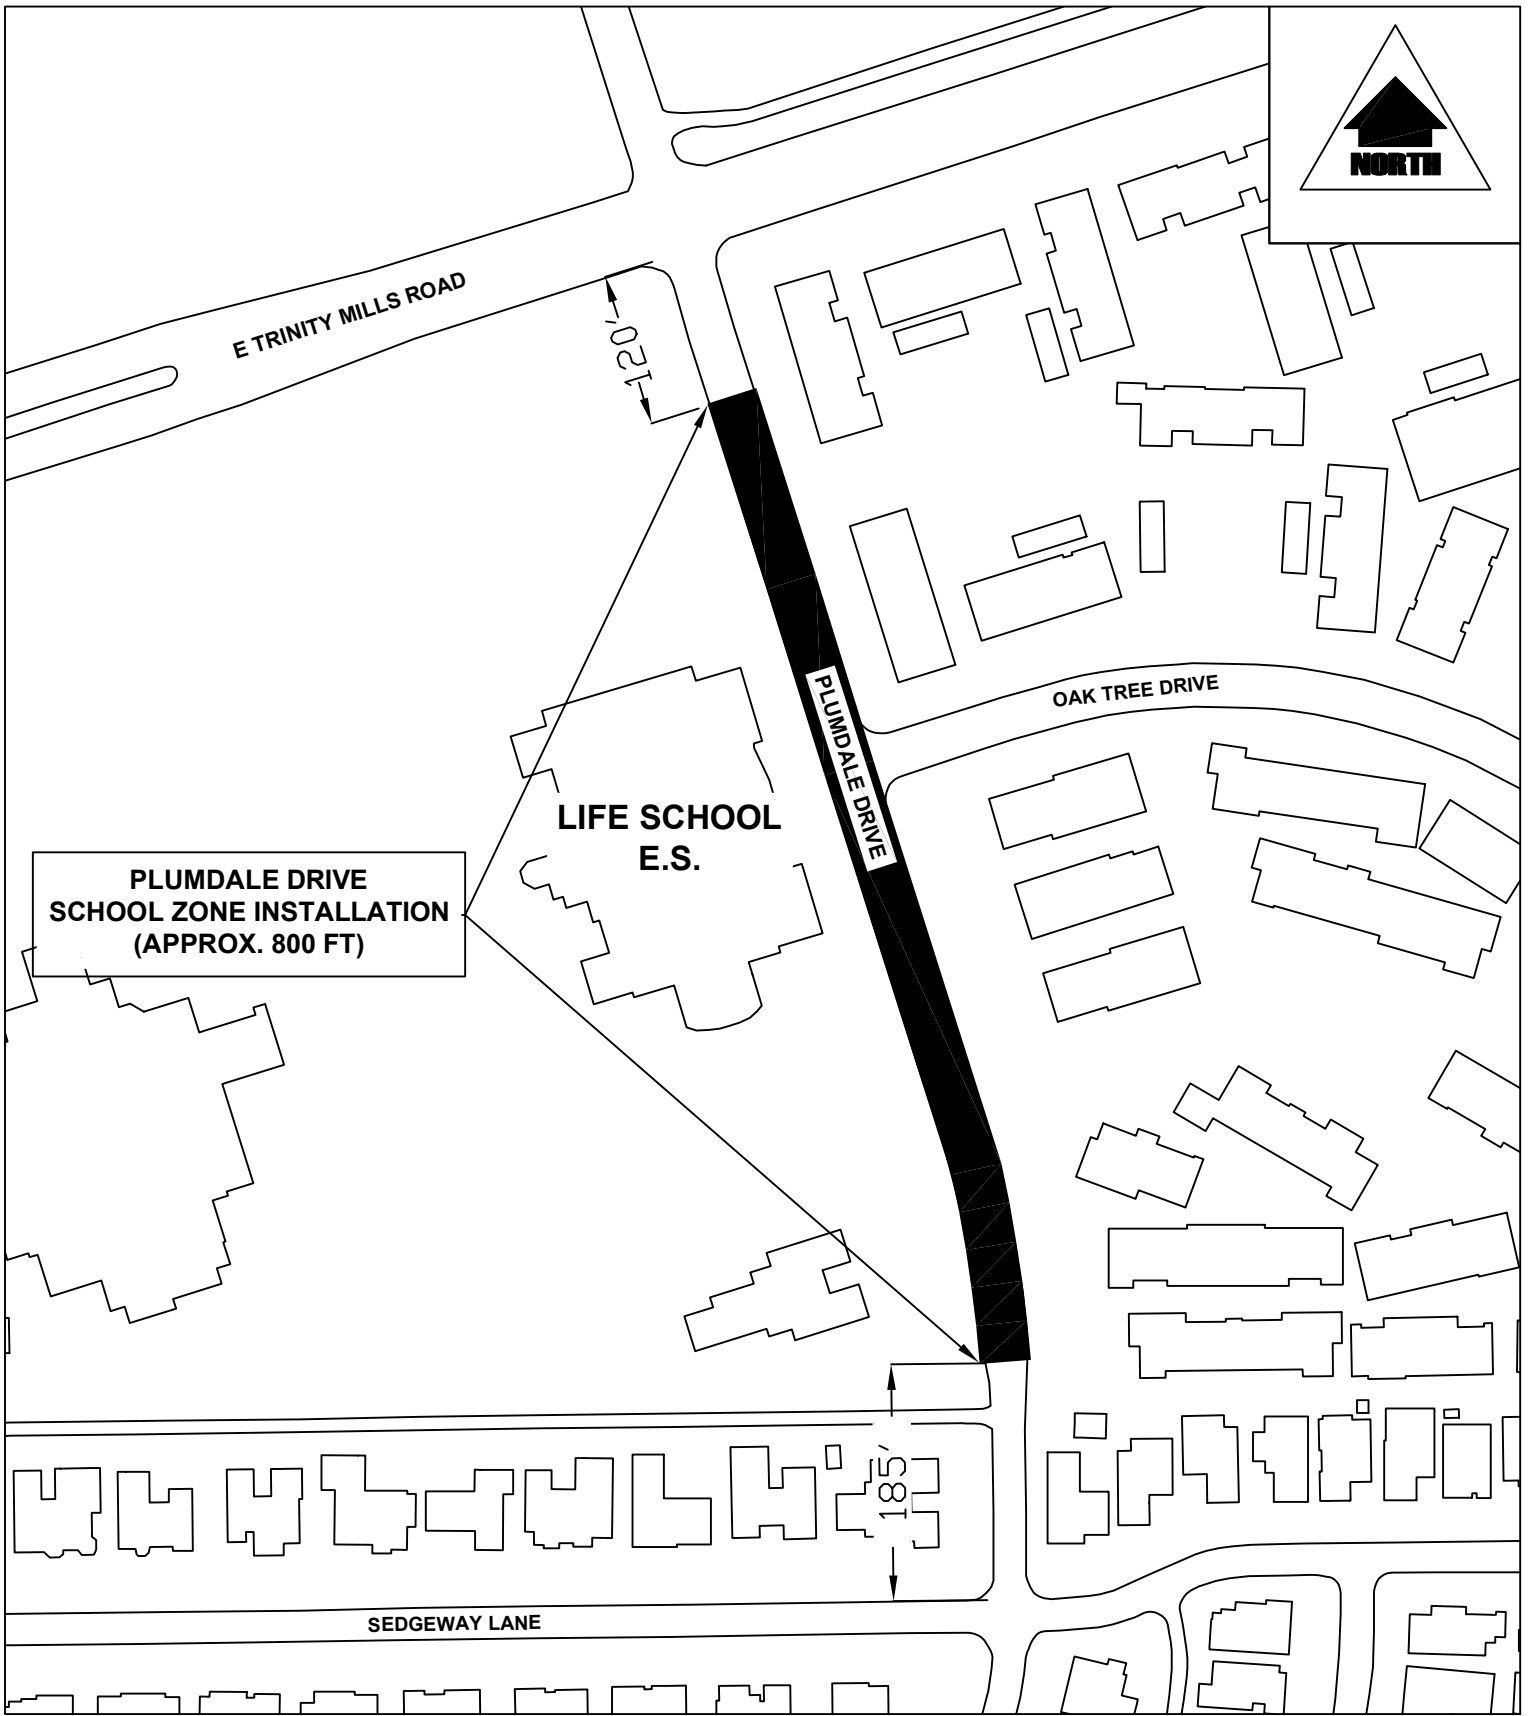 NORTH
E TRINITY MILLS ROAD
120'
PLUMDALE DRIVE
OAK TREE DRIVE
LIFE SCHOOL
E.S.
PLUMDALE DRIVE
SCHOOL ZONE INSTALLATION
(APPROX. 800 FT)
185'
SEDGEWAY LANE